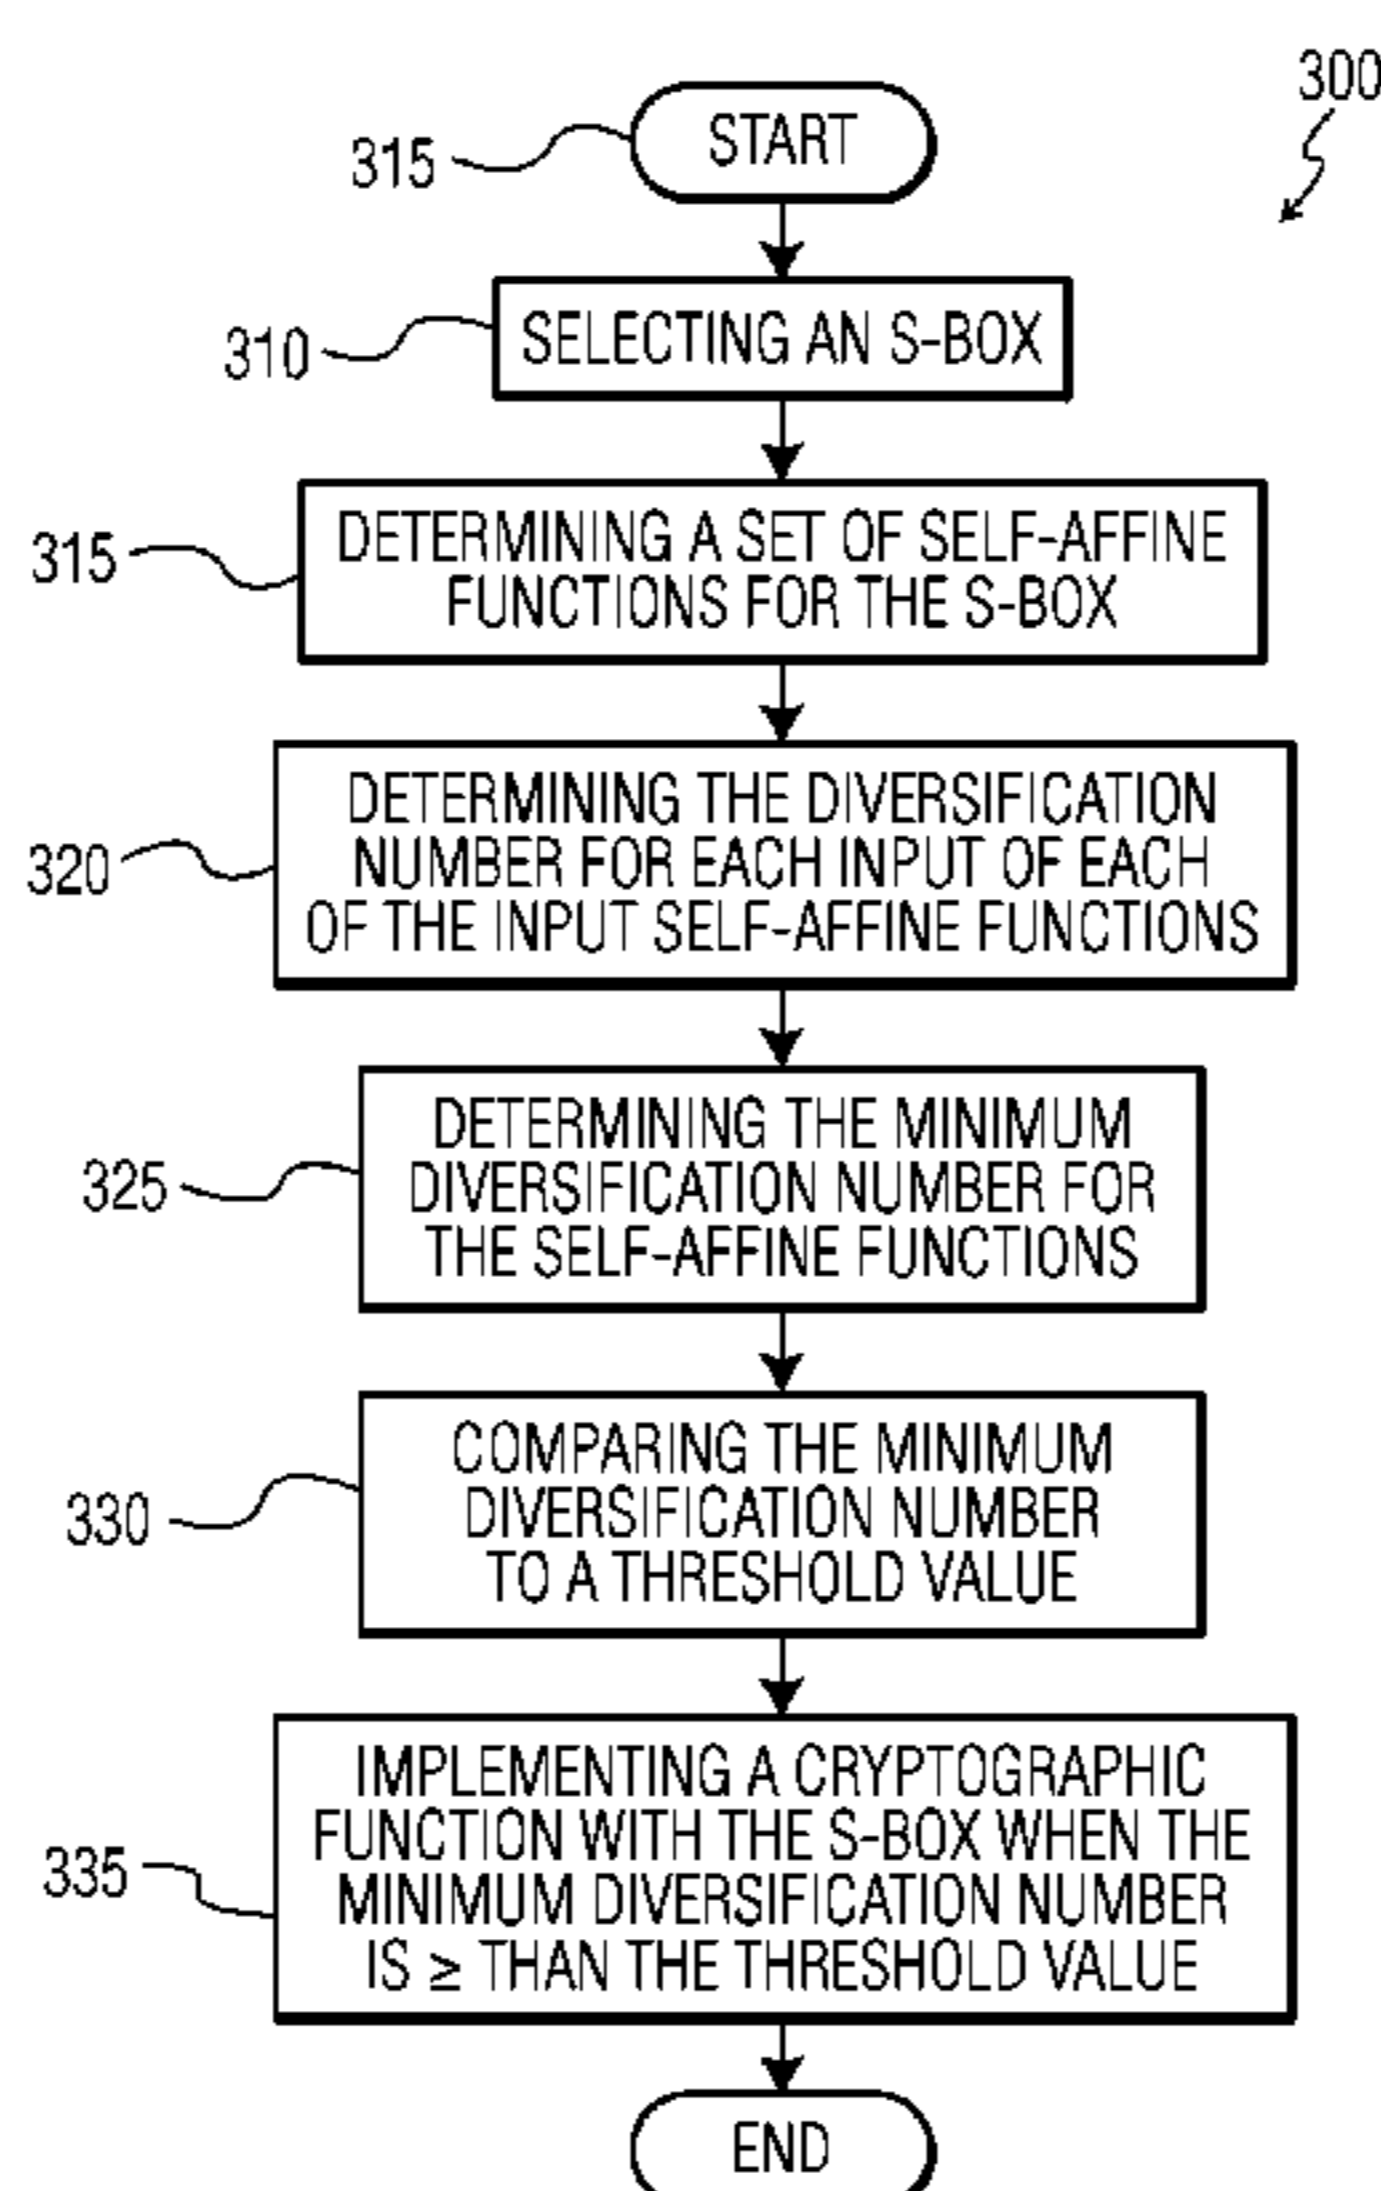 300
315
START
310
SELECTING AN S-BOX
315
DETERMINING A SET OF SELF-AFFINE
FUNCTIONS FOR THE S-BOX
320
DETERMINING THE DIVERSIFICATION
NUMBER FOR EACH INPUT OF EACH
OF THE INPUT SELF-AFFINE FUNCTIONS
325
DETERMINING THE MINIMUM
DIVERSIFICATION NUMBER FOR
THE SELF-AFFINE FUNCTIONS
330
COMPARING THE MINIMUM
DIVERSIFICATION NUMBER
TO A THRESHOLD VALUE
335
IMPLEMENTING A CRYPTOGRAPHIC
FUNCTION WITH THE S-BOX WHEN THE
MINIMUM DIVERSIFICATION NUMBER
IS ≥ THAN THE THRESHOLD VALUE
END